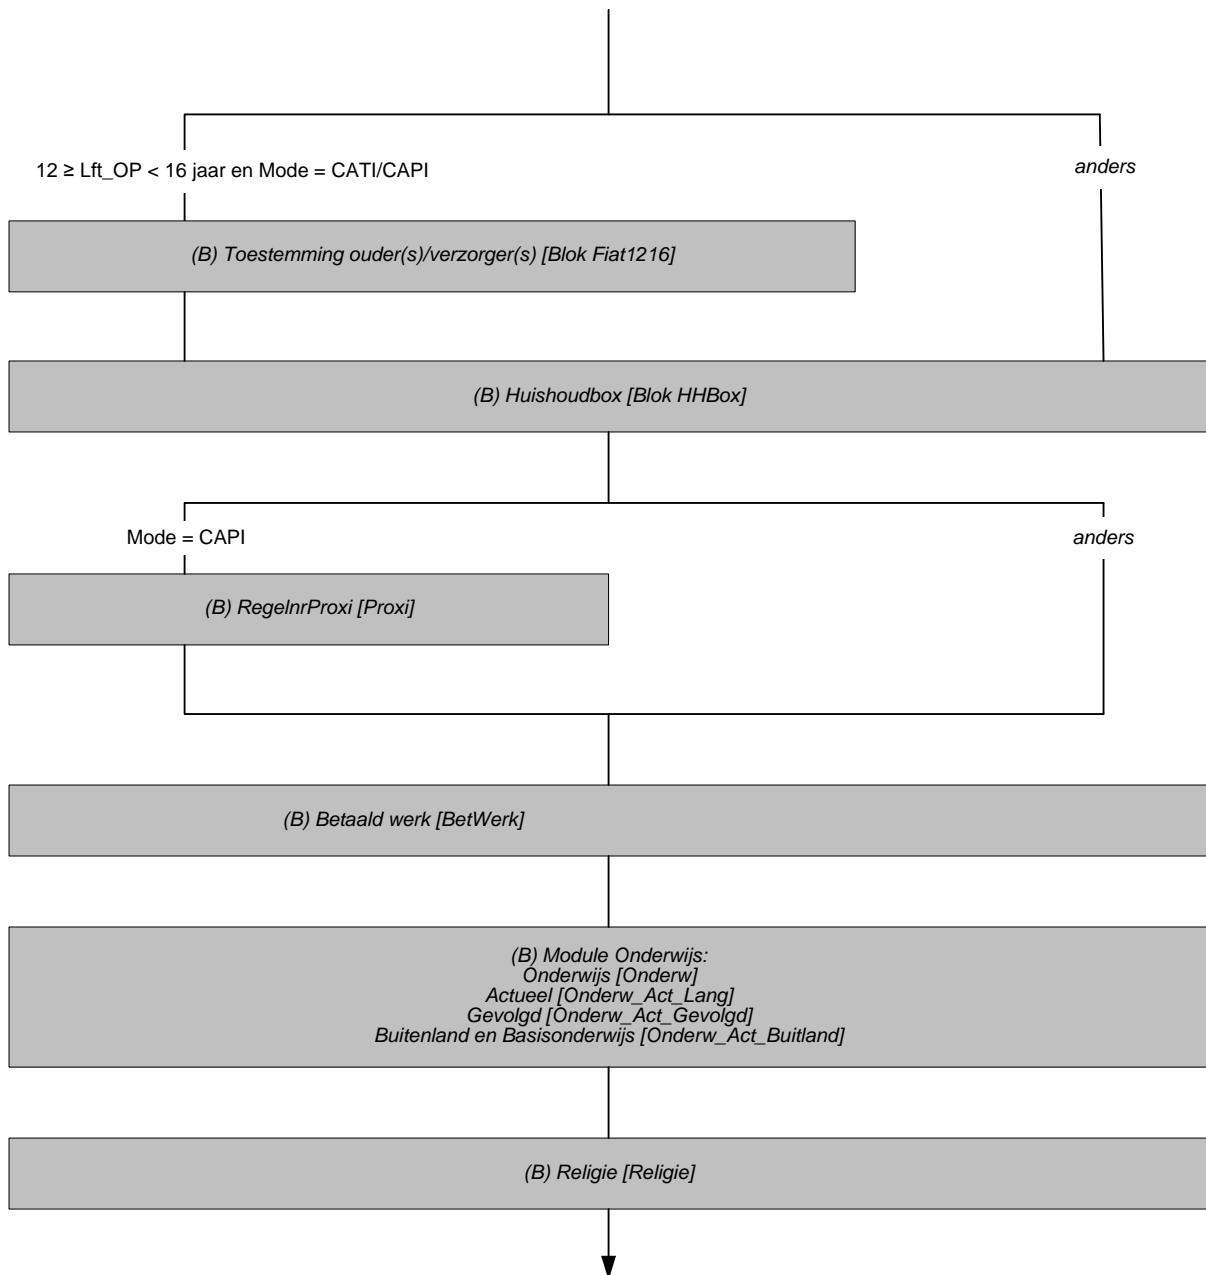 12 ≥ Lft_OP < 16 jaar en Mode = CATI/CAPI
anders
(B) Toestemming ouder(s)/verzorger(s) [Blok Fiat1216]
(B) Huishoudbox [Blok HHBox]
Mode = CAPI
anders
(B) RegelnrProxi [Proxi]
(B) Betaald werk [BetWerk]
(B) Module Onderwijs:
Onderwijs [Onderw]
Actueel [Onderw_Act_Lang]
Gevolgd [Onderw_Act_Gevolgd]
Buitenland en Basisonderwijs [Onderw_Act_Buitland]
(B) Religie [Religie]